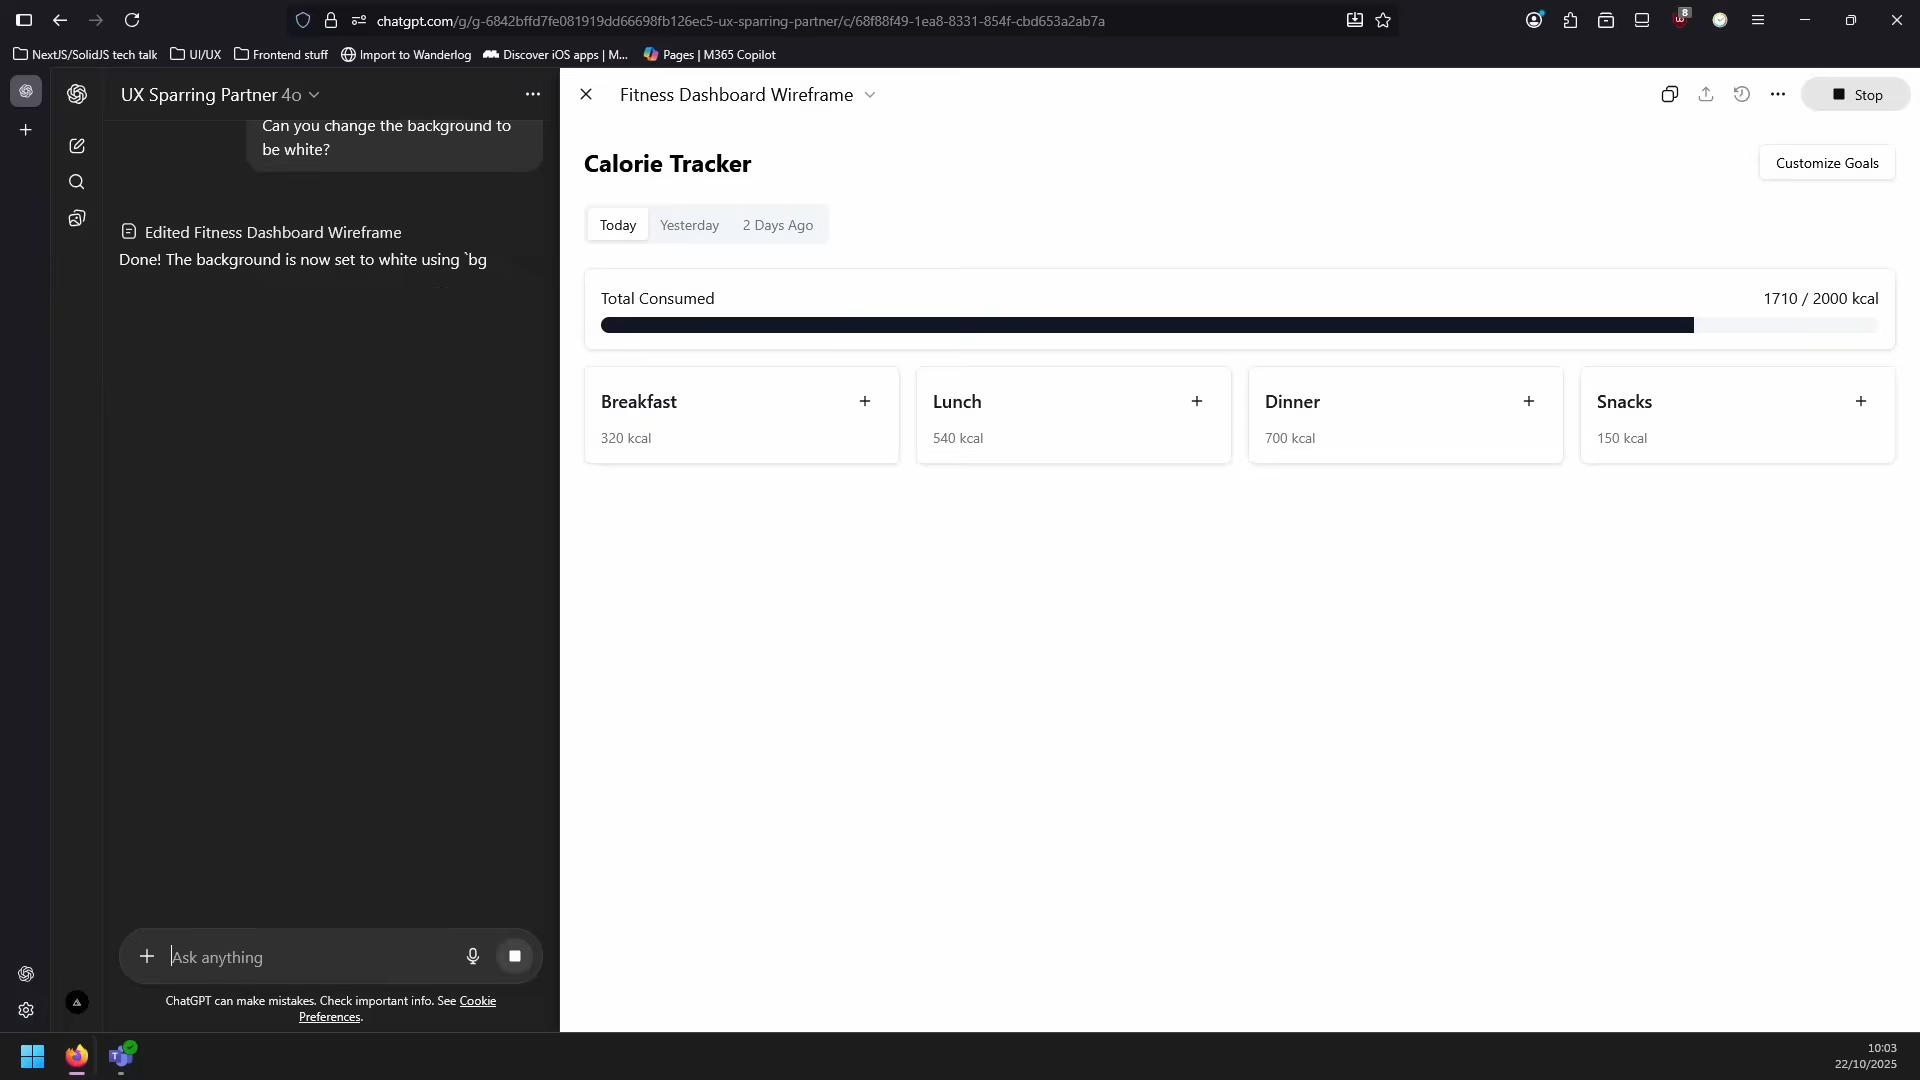 chatgpt.com/g/g-6842bffd7fe081919dd66698fb126ec5-ux-sparring-partner/c/68f88f49-1ea8-8331-854f-cbd653a2ab7a
8
NextJS/SolidJS tech talk
UI/UX
Frontend stuff
Import to Wanderlog
Discover iOS apps | M...
Pages | M365 Copilot
UX Sparring Partner 4o
Can you change the background to
be white?
Edited Fitness Dashboard Wireframe
Done! The background is now set to white using `bg
Ask anything
ChatGPT can make mistakes. Check important info. See Cookie
Preferences.
Fitness Dashboard Wireframe
Stop
Calorie Tracker
Customize Goals
Today
Yesterday
2 Days Ago
Total Consumed
1710 / 2000 kcal
Breakfast
320 kcal
Lunch
540 kcal
Dinner
700 kcal
Snacks
150 kcal
10:03
22/10/2025